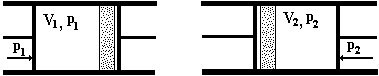 V₁, p₁
p₁
V₂, p₂
p₂